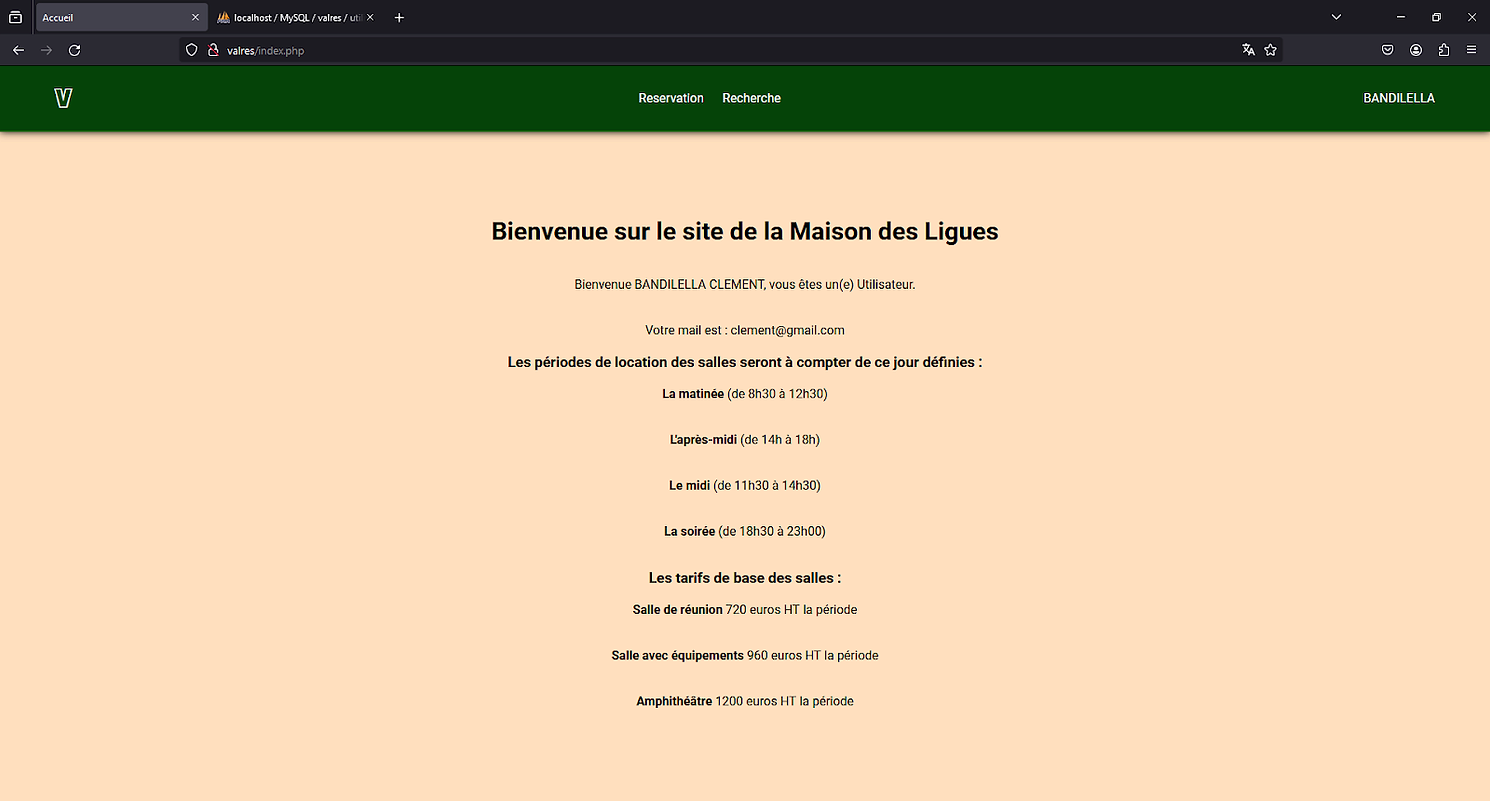 Accueil
localhost / MySQL / valres / uti
valres/index.php
V
Reservation Recherche
BANDILELLA
Bienvenue sur le site de la Maison des Ligues
Bienvenue BANDILELLA CLEMENT, vous êtes un(e) Utilisateur.
Votre mail est : clement@gmail.com
Les périodes de location des salles seront à compter de ce jour définies :
La matinée (de 8h30 à 12h30)
L'après-midi (de 14h à 18h)
Le midi (de 11h30 à 14h30)
La soirée (de 18h30 à 23h00)
Les tarifs de base des salles :
Salle de réunion 720 euros HT la période
Salle avec équipements 960 euros HT la période
Amphithéâtre 1200 euros HT la période